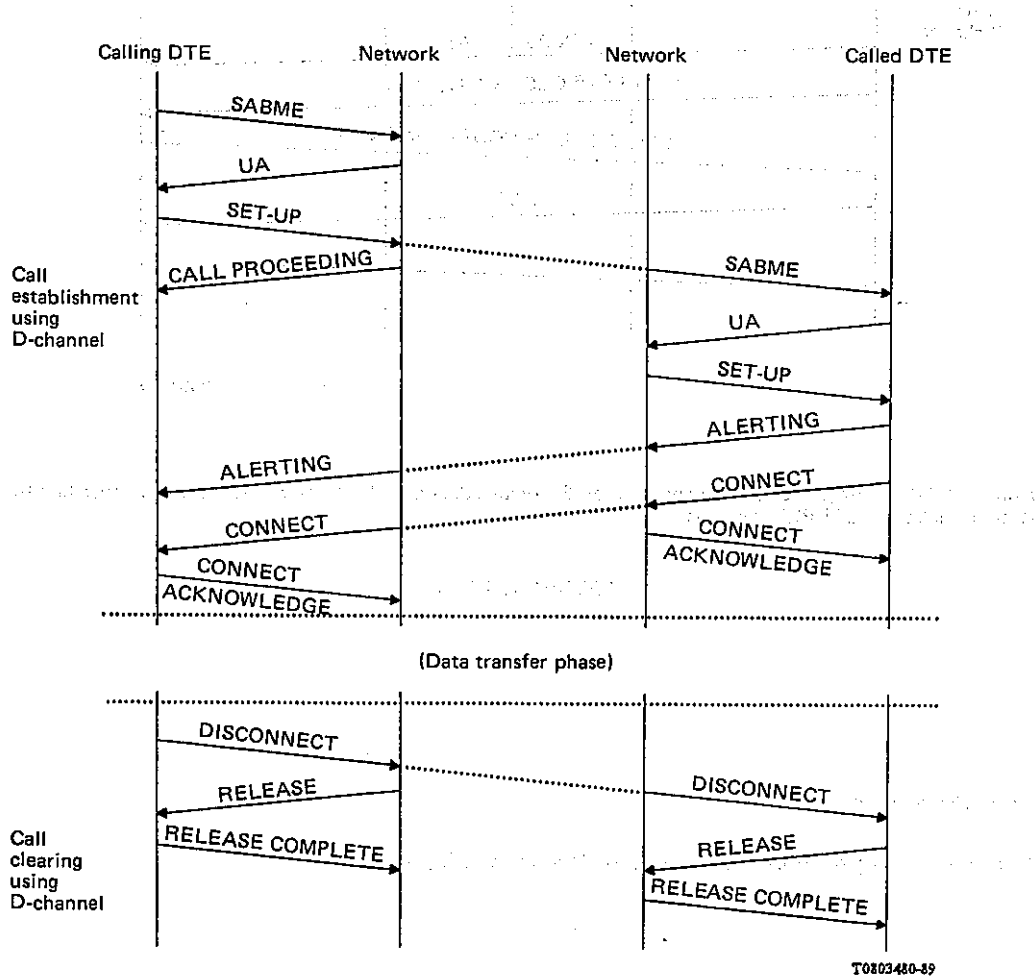 Calling DTE Network Network Called DTE
SABME
UA
SET-UP
CALL PROCEEDING
SABME
Call
establishment
using
D-channel
UA
SET-UP
ALERTING
ALERTING
CONNECT
CONNECT
CONNECT
ACKNOWLEDGE
CONNECT
ACKNOWLEDGE
(Data transfer phase)
DISCONNECT
DISCONNECT
RELEASE
RELEASE COMPLETE
Call
clearing
using
D-channel
RELEASE
RELEASE COMPLETE
T0803480-89